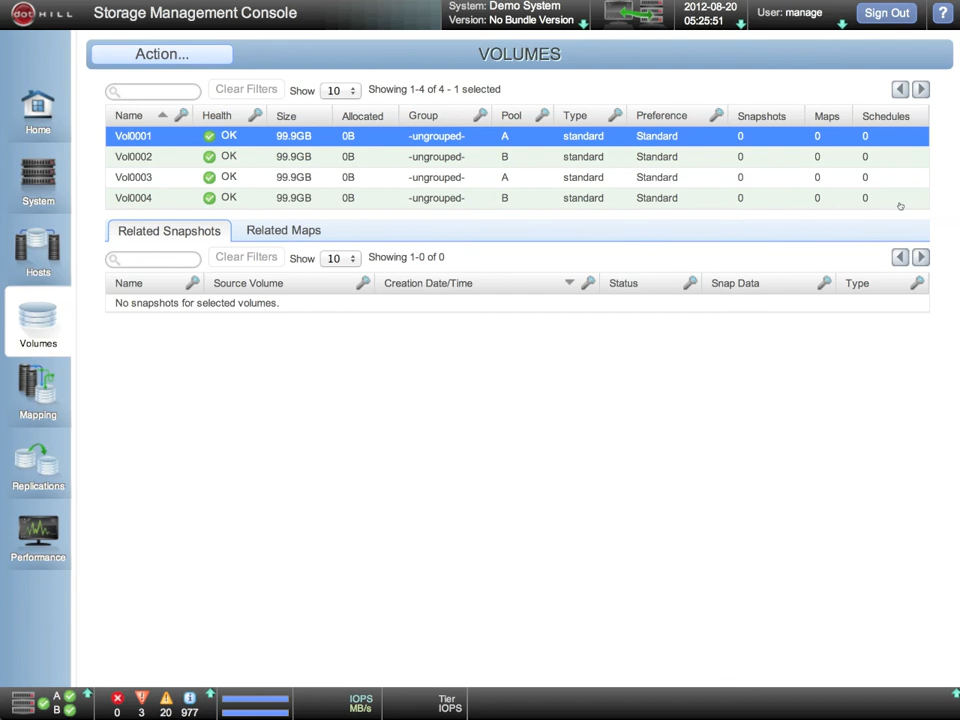 dot HILL
Storage Management Console
System: Demo System
Version: No Bundle Version
2012-08-20
05:25:51
User: manage
Sign Out
?
Action...
VOLUMES
Clear Filters
Show
10
Showing 1-4 of 4 - 1 selected
Name Health Size Allocated Group Pool Type Preference Snapshots Maps Schedules
Vol0001 OK 99.9GB 0B -ungrouped- A standard Standard 0 0 0
Vol0002 OK 99.9GB 0B -ungrouped- B standard Standard 0 0 0
Vol0003 OK 99.9GB 0B -ungrouped- A standard Standard 0 0 0
Vol0004 OK 99.9GB 0B -ungrouped- B standard Standard 0 0 0
Related Snapshots
Related Maps
Clear Filters
Show
10
Showing 1-0 of 0
Name Source Volume Creation Date/Time Status Snap Data Type
No snapshots for selected volumes.
Home
System
Hosts
Volumes
Mapping
Replications
Performance
A
B
0 3 20 977
IOPS
MB/s
Tier
IOPS